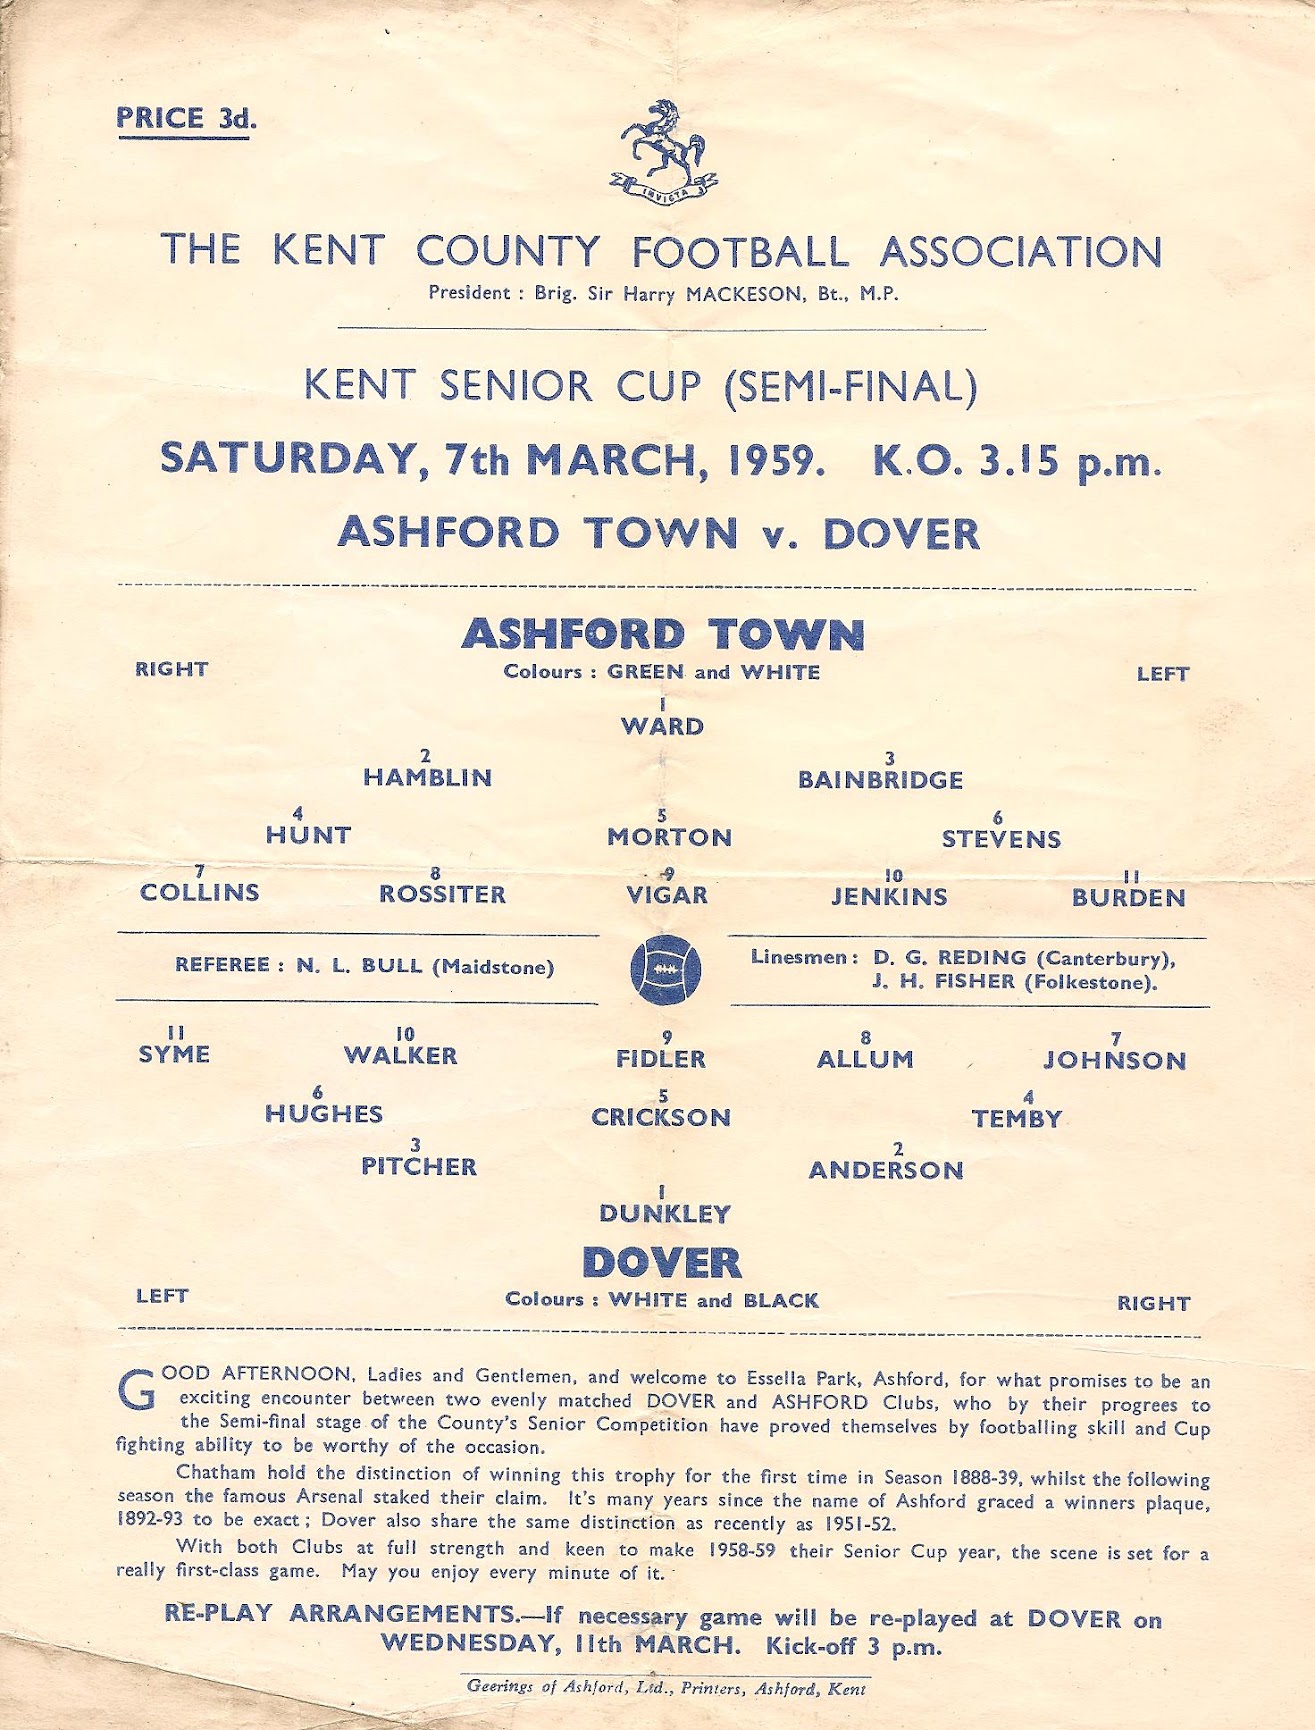 PRICE 3d.
INVICTA
THE KENT COUNTY FOOTBALL ASSOCIATION
President : Brig. Sir Harry MACKESON, Bt., M.P.
KENT SENIOR CUP (SEMI-FINAL)
SATURDAY, 7th MARCH, 1959. K.O. 3.15 p.m.
ASHFORD TOWN v. DOVER
ASHFORD TOWN
RIGHT Colours : GREEN and WHITE LEFT
1
WARD
2 3
HAMBLIN BAINBRIDGE
4 5 6
HUNT MORTON STEVENS
7 8 9 10 11
COLLINS ROSSITER VIGAR JENKINS BURDEN
REFEREE : N. L. BULL (Maidstone)
Linesmen : D. G. REDING (Canterbury),
J. H. FISHER (Folkestone).
11 10 9 8 7
SYME WALKER FIDLER ALLUM JOHNSON
6 5 4
HUGHES CRICKSON TEMBY
3 2
PITCHER ANDERSON
1
DUNKLEY
DOVER
LEFT Colours : WHITE and BLACK RIGHT
GOOD AFTERNOON, Ladies and Gentlemen, and welcome to Essella Park, Ashford, for what promises to be an
exciting encounter between two evenly matched DOVER and ASHFORD Clubs, who by their progrees to
the Semi-final stage of the County's Senior Competition have proved themselves by footballing skill and Cup
fighting ability to be worthy of the occasion.
Chatham hold the distinction of winning this trophy for the first time in Season 1888-39, whilst the following
season the famous Arsenal staked their claim. It's many years since the name of Ashford graced a winners plaque,
1892-93 to be exact ; Dover also share the same distinction as recently as 1951-52.
With both Clubs at full strength and keen to make 1958-59 their Senior Cup year, the scene is set for a
really first-class game. May you enjoy every minute of it.
RE-PLAY ARRANGEMENTS.—If necessary game will be re-played at DOVER on
WEDNESDAY, 11th MARCH. Kick-off 3 p.m.
Geerings of Ashford, Ltd., Printers, Ashford, Kent